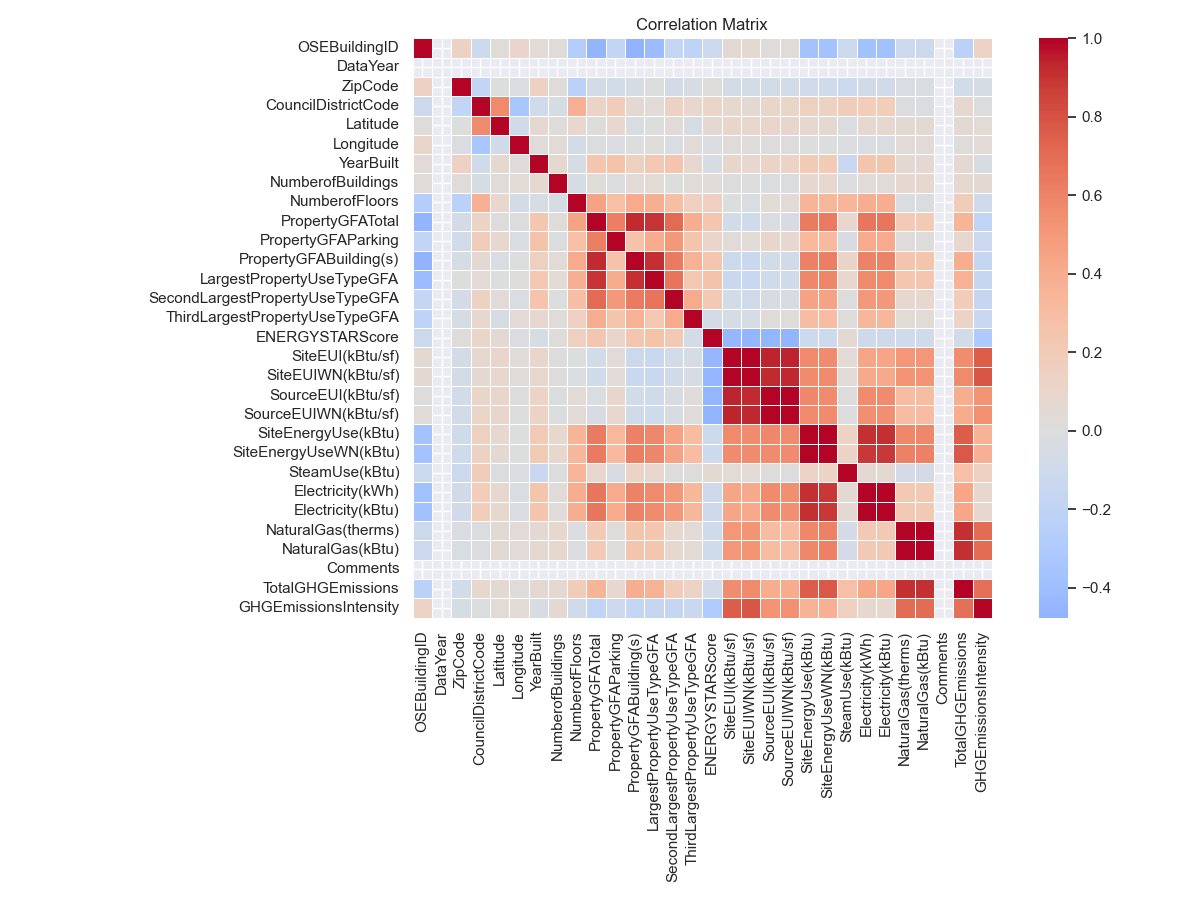 Correlation Matrix
OSEBuildingID
DataYear
ZipCode
CouncilDistrictCode
Latitude
Longitude
YearBuilt
NumberofBuildings
NumberofFloors
PropertyGFATotal
PropertyGFAParking
PropertyGFABuilding(s)
LargestPropertyUseTypeGFA
SecondLargestPropertyUseTypeGFA
ThirdLargestPropertyUseTypeGFA
ENERGYSTARScore
SiteEUI(kBtu/sf)
SiteEUIWN(kBtu/sf)
SourceEUI(kBtu/sf)
SourceEUIWN(kBtu/sf)
SiteEnergyUse(kBtu)
SiteEnergyUseWN(kBtu)
SteamUse(kBtu)
Electricity(kWh)
Electricity(kBtu)
NaturalGas(therms)
NaturalGas(kBtu)
Comments
TotalGHGEmissions
GHGEmissionsIntensity
OSEBuildingID
DataYear
ZipCode
CouncilDistrictCode
Latitude
Longitude
YearBuilt
NumberofBuildings
NumberofFloors
PropertyGFATotal
PropertyGFAParking
PropertyGFABuilding(s)
LargestPropertyUseTypeGFA
SecondLargestPropertyUseTypeGFA
ThirdLargestPropertyUseTypeGFA
ENERGYSTARScore
SiteEUI(kBtu/sf)
SiteEUIWN(kBtu/sf)
SourceEUI(kBtu/sf)
SourceEUIWN(kBtu/sf)
SiteEnergyUse(kBtu)
SiteEnergyUseWN(kBtu)
SteamUse(kBtu)
Electricity(kWh)
Electricity(kBtu)
NaturalGas(therms)
NaturalGas(kBtu)
Comments
TotalGHGEmissions
GHGEmissionsIntensity
1.0
0.8
0.6
0.4
0.2
0.0
−0.2
−0.4